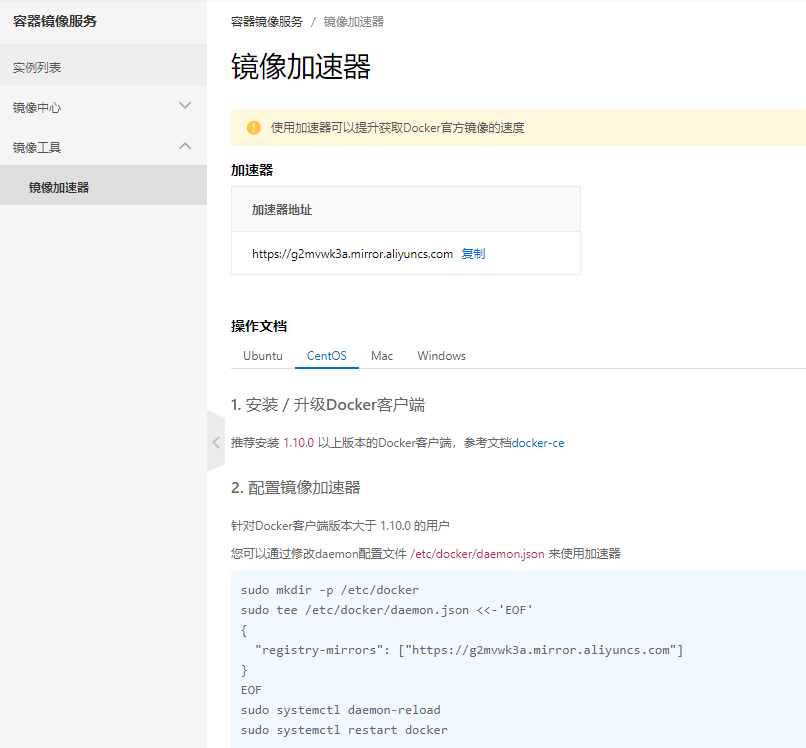 容器镜像服务
实例列表
镜像中心
镜像工具
镜像加速器
容器镜像服务 / 镜像加速器
镜像加速器
使用加速器可以提升获取Docker官方镜像的速度
加速器
加速器地址
https://g2mvwk3a.mirror.aliyuncs.com 复制
操作文档
Ubuntu CentOS Mac Windows
1. 安装 / 升级Docker客户端
推荐安装 1.10.0 以上版本的Docker客户端，参考文档docker-ce
2. 配置镜像加速器
针对Docker客户端版本大于 1.10.0 的用户
您可以通过修改daemon配置文件 /etc/docker/daemon.json 来使用加速器
sudo mkdir -p /etc/docker
sudo tee /etc/docker/daemon.json <<-'EOF'
{
  "registry-mirrors": ["https://g2mvwk3a.mirror.aliyuncs.com"]
}
EOF
sudo systemctl daemon-reload
sudo systemctl restart docker